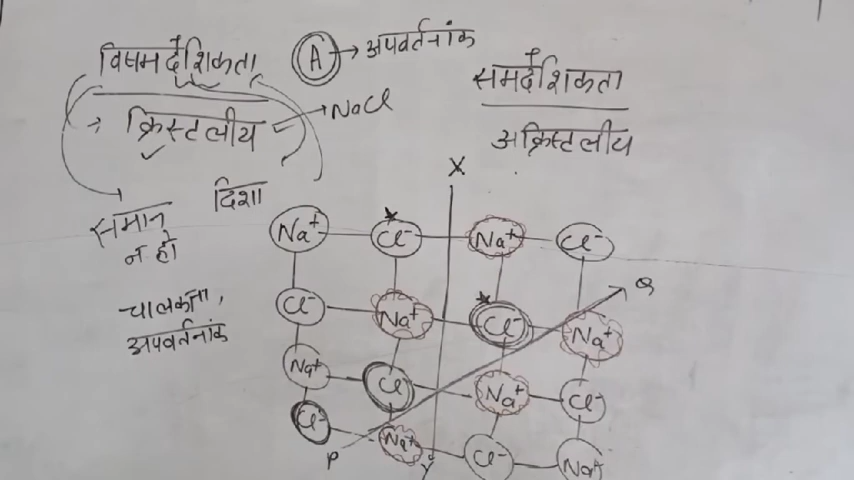 विषमदैशिकता
A → अपवर्तनांक
समदैशिकता
→ क्रिस्टलीय → NaCl
अक्रिस्टलीय
दिशा
समान
न हो
चालकता,
अपवर्तनांक
X
Na⁺ Cl⁻ Na⁺ Cl⁻
Q
Cl⁻ Na⁺ Cl⁻ Na⁺
Na⁺ Cl⁻ Na⁺ Cl⁻
Cl⁻ Na⁺ Cl⁻ Na⁺
P Y